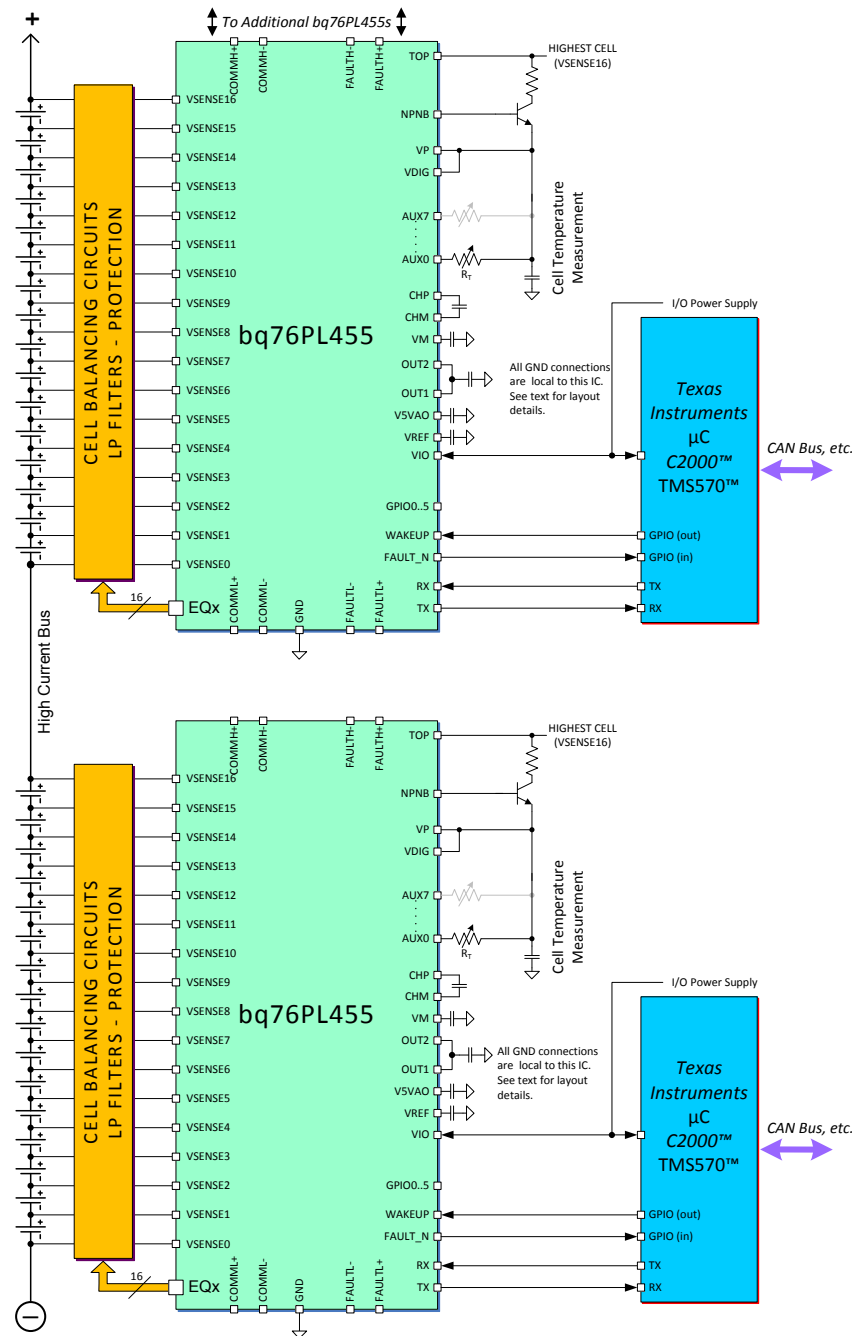 +
To Additional bq76PL455s
COMMH+
COMMH-
FAULTH-
FAULTH+
TOP
HIGHEST CELL
(VSENSE16)
CELL BALANCING CIRCUITS
LP FILTERS - PROTECTION
VSENSE16
VSENSE15
VSENSE14
VSENSE13
VSENSE12
VSENSE11
VSENSE10
VSENSE9
VSENSE8
VSENSE7
VSENSE6
VSENSE5
VSENSE4
VSENSE3
VSENSE2
VSENSE1
VSENSE0
16
EQx
bq76PL455
NPNB
VP
VDIG
AUX7
AUX0
RT
Cell Temperature
Measurement
CHP
CHM
VM
OUT2
OUT1
All GND connections
are local to this IC.
See text for layout
details.
V5VAO
VREF
VIO
GPIO0..5
WAKEUP
FAULT_N
RX
TX
COMML+
COMML-
GND
FAULTL-
FAULTL+
I/O Power Supply
Texas
Instruments
µC
C2000™
TMS570™
CAN Bus, etc.
GPIO (out)
GPIO (in)
TX
RX
High Current Bus
COMMH+
COMMH-
FAULTH-
FAULTH+
TOP
HIGHEST CELL
(VSENSE16)
CELL BALANCING CIRCUITS
LP FILTERS - PROTECTION
VSENSE16
VSENSE15
VSENSE14
VSENSE13
VSENSE12
VSENSE11
VSENSE10
VSENSE9
VSENSE8
VSENSE7
VSENSE6
VSENSE5
VSENSE4
VSENSE3
VSENSE2
VSENSE1
VSENSE0
16
EQx
bq76PL455
NPNB
VP
VDIG
AUX7
AUX0
RT
Cell Temperature
Measurement
CHP
CHM
VM
OUT2
OUT1
All GND connections
are local to this IC.
See text for layout
details.
V5VAO
VREF
VIO
GPIO0..5
WAKEUP
FAULT_N
RX
TX
COMML+
COMML-
GND
FAULTL-
FAULTL+
I/O Power Supply
Texas
Instruments
µC
C2000™
TMS570™
CAN Bus, etc.
GPIO (out)
GPIO (in)
TX
RX
−